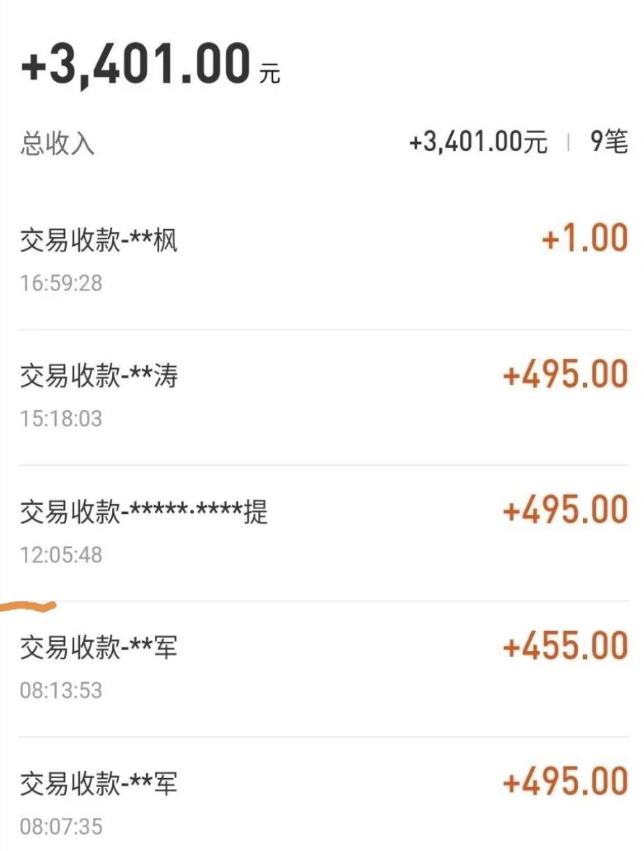 +3,401.00 元
总收入 +3,401.00元 | 9笔
交易收款-**枫 +1.00
16:59:28
交易收款-**涛 +495.00
15:18:03
交易收款-*****·****提 +495.00
12:05:48
交易收款-**军 +455.00
08:13:53
交易收款-**军 +495.00
08:07:35